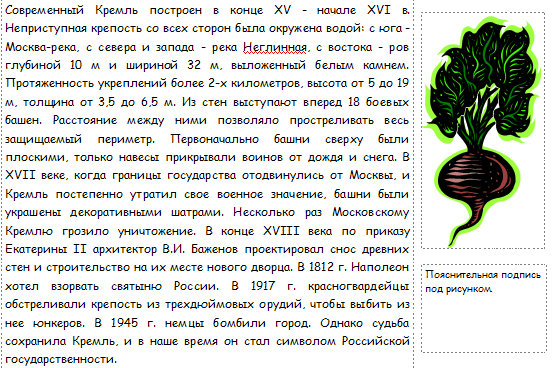 Современный Кремль построен в конце XV - начале XVI в.
Неприступная крепость со всех сторон была окружена водой: с юга -
Москва-река, с севера и запада - река Неглинная, с востока - ров
глубиной 10 м и шириной 32 м, выложенный белым камнем.
Протяженность укреплений более 2-х километров, высота от 5 до 19
м, толщина от 3,5 до 6,5 м. Из стен выступают вперед 18 боевых
башен. Расстояние между ними позволяло простреливать весь
защищаемый периметр. Первоначально башни сверху были
плоскими, только навесы прикрывали воинов от дождя и снега. В
XVII веке, когда границы государства отодвинулись от Москвы, и
Кремль постепенно утратил свое военное значение, башни были
украшены декоративными шатрами. Несколько раз Московскому
Кремлю грозило уничтожение. В конце XVIII века по приказу
Екатерины II архитектор В.И. Баженов проектировал снос древних
стен и строительство на их месте нового дворца. В 1812 г. Наполеон
хотел взорвать святыню России. В 1917 г. красногвардейцы
обстреливали крепость из трехдюймовых орудий, чтобы выбить из
нее юнкеров. В 1945 г. немцы бомбили город. Однако судьба
сохранила Кремль, и в наше время он стал символом Российской
государственности.
Пояснительная подпись
под рисунком.